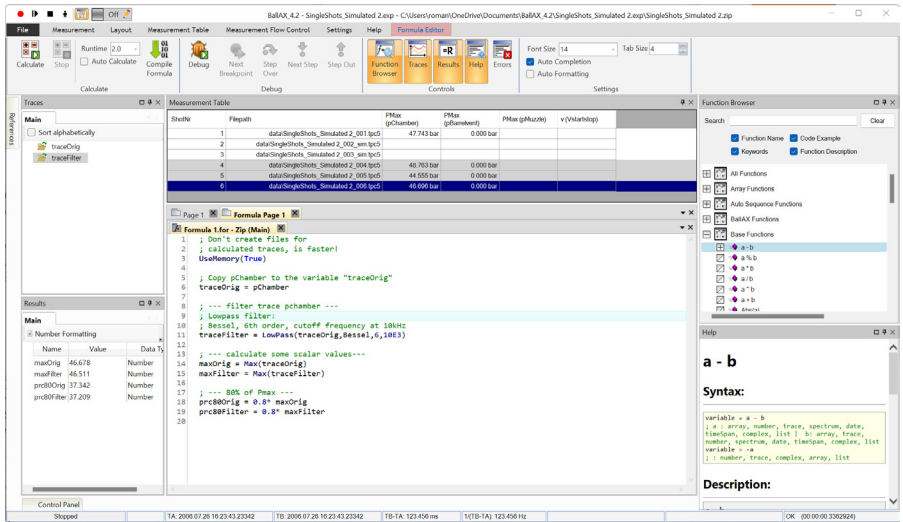 Off
BallAX_4.2 - SingleShots_Simulated 2.exp - C:\Users\roman\OneDrive\Documents\BallAX_4.2\SingleShots_Simulated 2.exp\SingleShots_Simulated 2.zip
File Measurement Layout Measurement Table Measurement Flow Control Settings Help Formula Editor
Calculate Stop Runtime 2.0 Auto Calculate Compile Formula
Calculate
Debug Next Breakpoint Step Over Next Step Step Out
Debug
Function Browser Traces Results Help Errors
Controls
Font Size 14 Tab Size 4
Auto Completion
Auto Formatting
Settings
References
Traces
Main
Sort alphabetically
traceOrig
traceFilter
Measurement Table
ShotNr Filepath PMax (pChamber) PMax (pBarrelvent) PMax (pMuzzle) v (Vstartstop)
1 data\SingleShots_Simulated 2_001.tpc5 47.743 bar 0.000 bar
2 data\SingleShots_Simulated 2_002_sim.tpc5
3 data\SingleShots_Simulated 2_003_sim.tpc5
4 data\SingleShots_Simulated 2_004.tpc5 48.763 bar 0.000 bar
5 data\SingleShots_Simulated 2_005.tpc5 44.555 bar 0.000 bar
6 data\SingleShots_Simulated 2_006.tpc5 46.696 bar 0.000 bar
Page 1 Formula Page 1
Formula 1.for - Zip (Main)
1 ; Don't create files for
2 ; calculated traces, is faster!
3 UseMemory(True)
4
5 ; Copy pChamber to the variable "traceOrig"
6 traceOrig = pChamber
7
8 ; --- filter trace pchamber ---
9 ; Lowpass filter:
10 ; Bessel, 6th order, cutoff frequency at 10kHz
11 traceFilter = LowPass(traceOrig,Bessel,6,10E3)
12
13 ; --- calculate some scalar values---
14 maxOrig = Max(traceOrig)
15 maxFilter = Max(traceFilter)
16
17 ; --- 80% of Pmax ---
18 prc80Orig = 0.8* maxOrig
19 prc80Filter = 0.8* maxFilter
20
Results
Main
Number Formatting
Name Value Data Ty
maxOrig 46.678 Number
maxFilter 46.511 Number
prc80Orig 37.342 Number
prc80Filter 37.209 Number
Control Panel
Function Browser
Search Clear
Function Name Code Example
Keywords Function Description
All Functions
Array Functions
Auto Sequence Functions
BallAX Functions
Base Functions
a - b
a % b
a * b
a / b
a ^ b
a + b
Help
a - b
Syntax:
variable = a - b
; a : array, number, trace, spectrum, date,
timeSpan, complex, list | b: array, trace,
number, spectrum, date, timeSpan, complex, list
variable = -a
; : number, trace, complex, array, list
Description:
Stopped TA: 2006.07.26 16:23:43.23342 TB: 2006.07.26 16:23:43.23342 TB-TA: 123.456 ms 1/(TB-TA): 123.456 Hz OK (00:00:00.3362924)